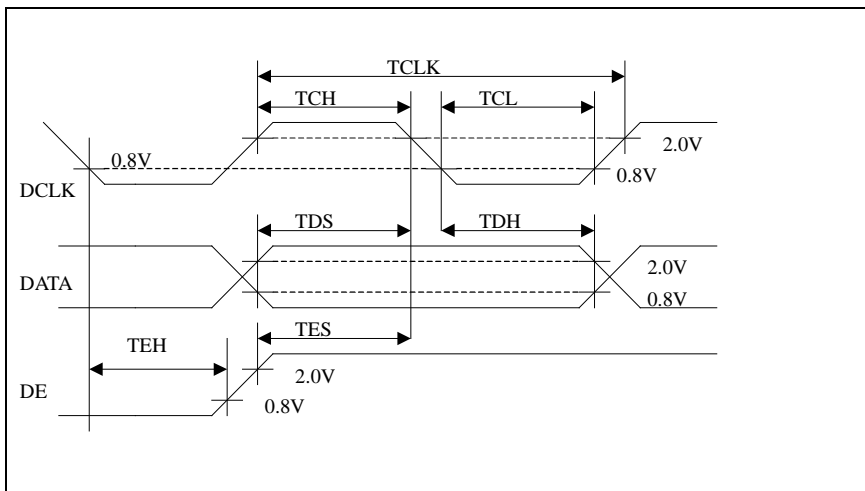 TCLK
TCH
TCL
0.8V
2.0V
0.8V
DCLK
TDS
TDH
2.0V
DATA
0.8V
TEH
TES
2.0V
DE
0.8V